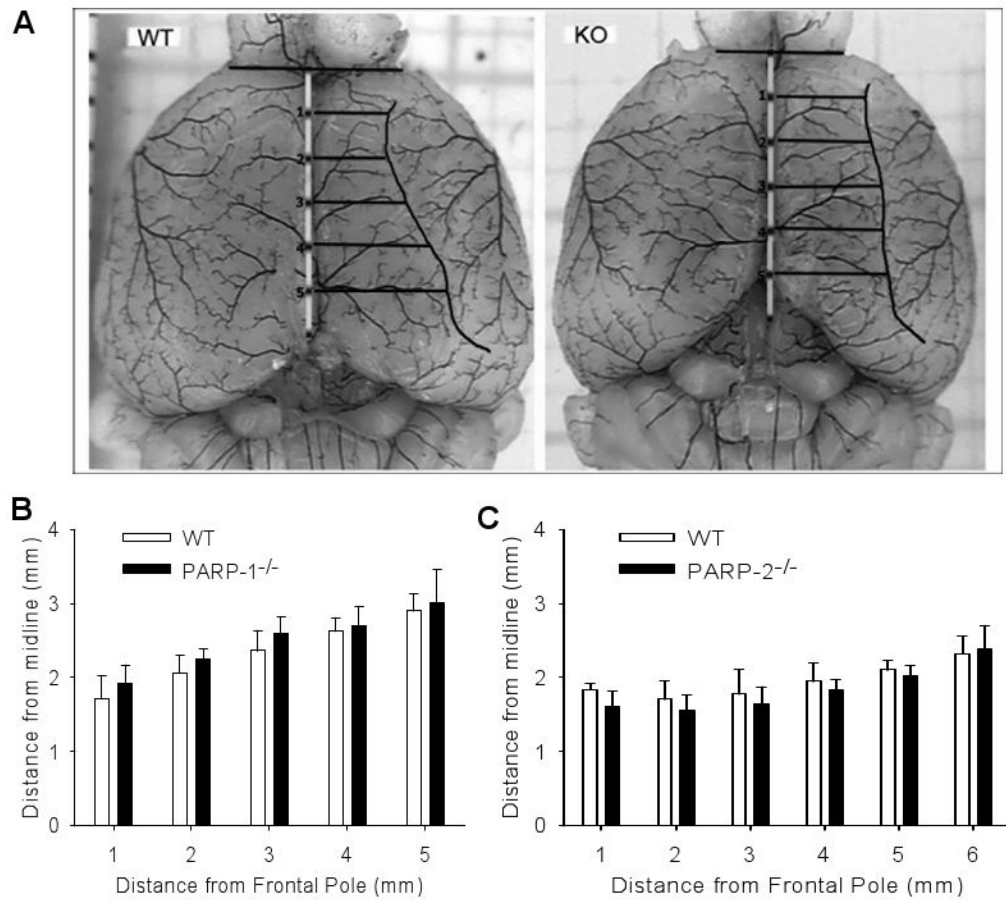 A
WT
KO
1
2
3
4
5
1
2
3
4
5
B
WT
PARP-1-/-
Distance from midline (mm)
4
3
2
1
0
1 2 3 4 5
Distance from Frontal Pole (mm)
C
WT
PARP-2-/-
Distance from midline (mm)
4
3
2
1
0
1 2 3 4 5 6
Distance from Frontal Pole (mm)